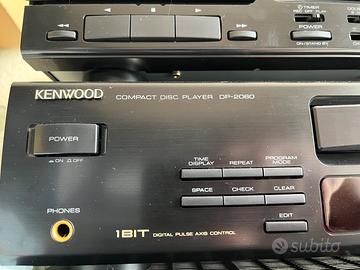 TIMER
REC OFF PLAY
POWER
ON/STAND BY
KENWOOD COMPACT DISC PLAYER DP-2060
POWER
ON OFF
TIME DISPLAY REPEAT PROGRAM MODE
SPACE CHECK CLEAR
EDIT
PHONES
1BIT DIGITAL PULSE AXIS CONTROL
subito